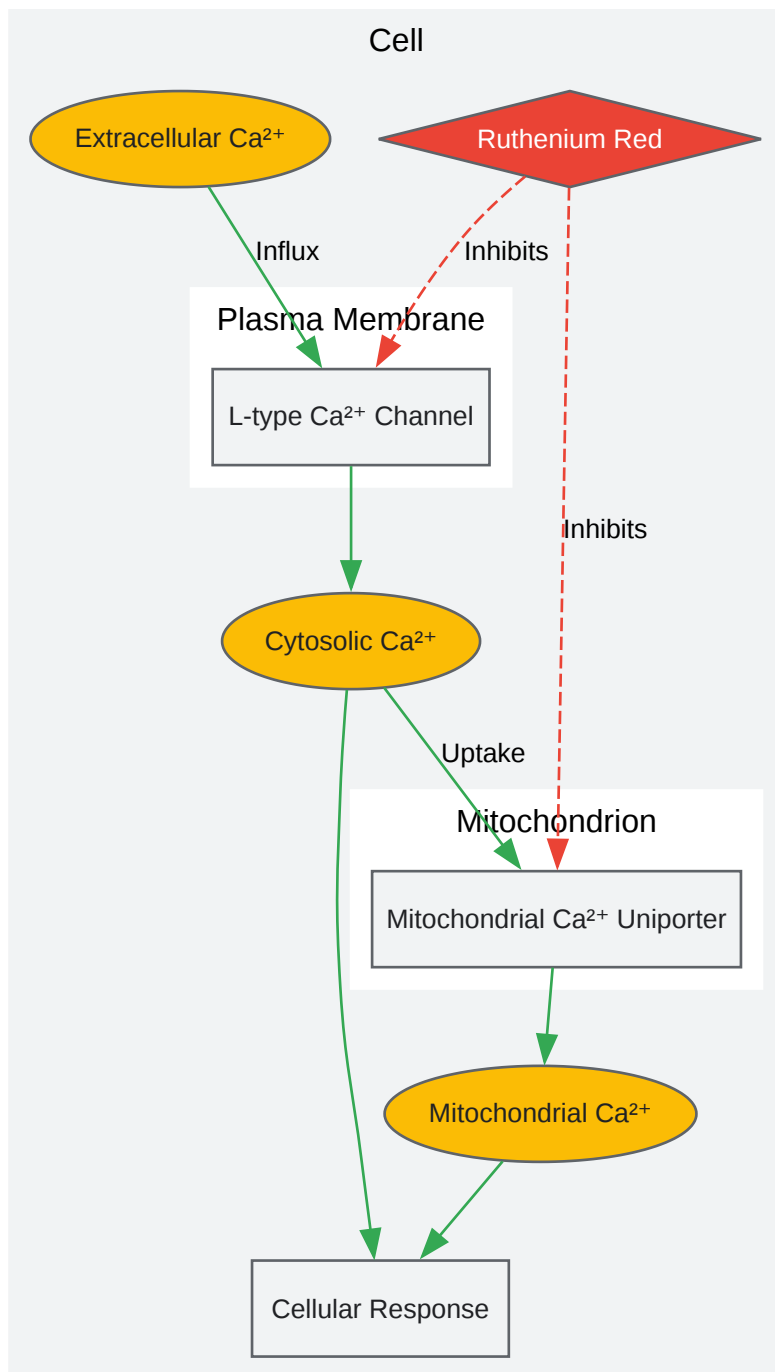 Cell
Extracellular Ca²⁺
Ruthenium Red
Influx
Inhibits
Plasma Membrane
L-type Ca²⁺ Channel
Inhibits
Cytosolic Ca²⁺
Uptake
Mitochondrion
Mitochondrial Ca²⁺ Uniporter
Mitochondrial Ca²⁺
Cellular Response